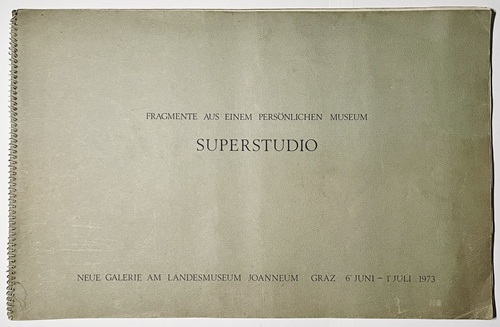 FRAGMENTE AUS EINEM PERSÖNLICHEN MUSEUM
SUPERSTUDIO
NEUE GALERIE AM LANDESMUSEUM JOANNEUM GRAZ 6' JUNI – 1' JULI 1973